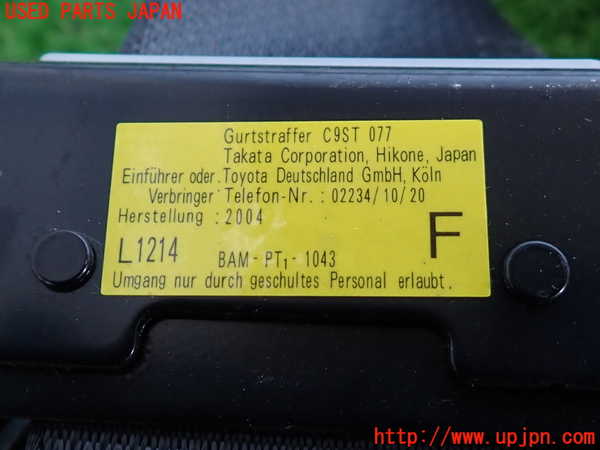 USED PARTS IN JAPAN
Gurtstraffer C9ST 077
Takata Corporation, Hikone, Japan
Einführer oder. Toyota Deutschland GmbH, Köln
Verbringer Telefon-Nr. : 02234/10/20
Herstellung : 2004
F
L1214 BAM-PT1-1043
Umgang nur durch geschultes Personal erlaubt.
http://www.upjpn.com/